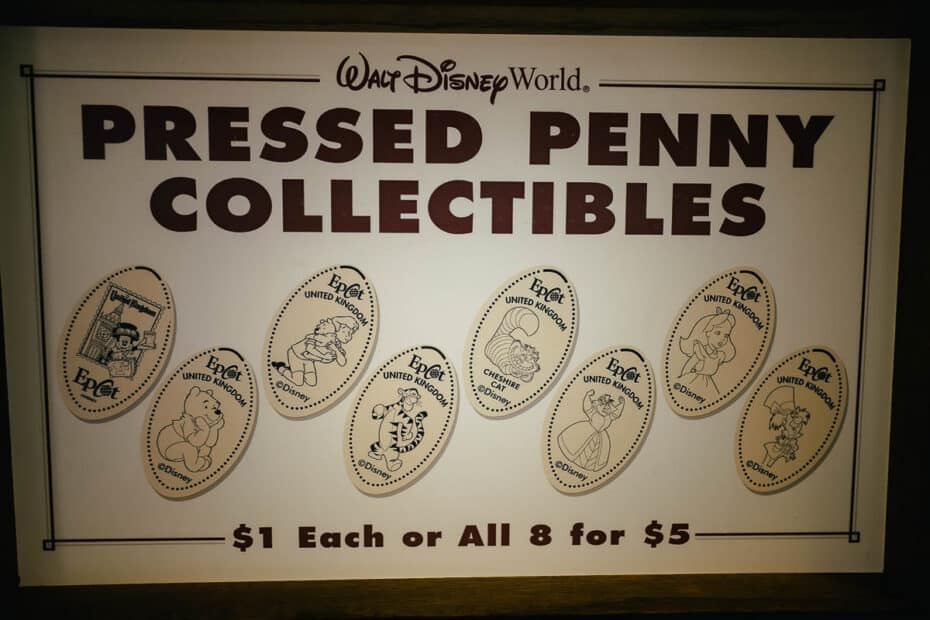 Walt Disney World®
PRESSED PENNY
COLLECTIBLES
United Kingdom
Epcot
Epcot
UNITED KINGDOM
©Disney
Epcot
UNITED KINGDOM
©Disney
Epcot
UNITED KINGDOM
©Disney
Epcot
UNITED KINGDOM
CHESHIRE
CAT
©Disney
Epcot
UNITED KINGDOM
©Disney
Epcot
UNITED KINGDOM
©Disney
Epcot
UNITED KINGDOM
©Disney
$1 Each or All 8 for $5